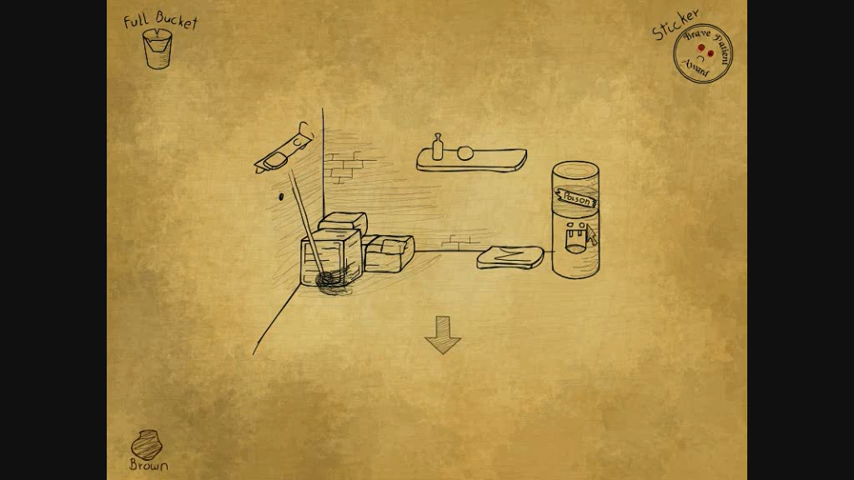 Full Bucket
Sticker
Brave Patient
Award
Poison
Brown